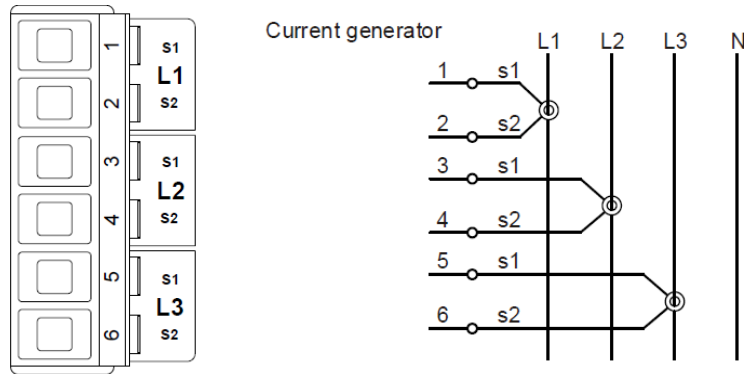 Current generator
1 s1
L1
2 s2
3 s1
L2
4 s2
5 s1
L3
6 s2
L1 L2 L3 N
1 s1
2 s2
3 s1
4 s2
5 s1
6 s2